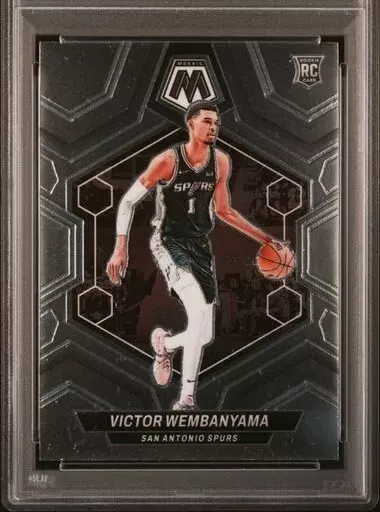 MOSAIC
M
ROOKIE
RC
CARD
SPURS
1
VICTOR WEMBANYAMA
SAN ANTONIO SPURS